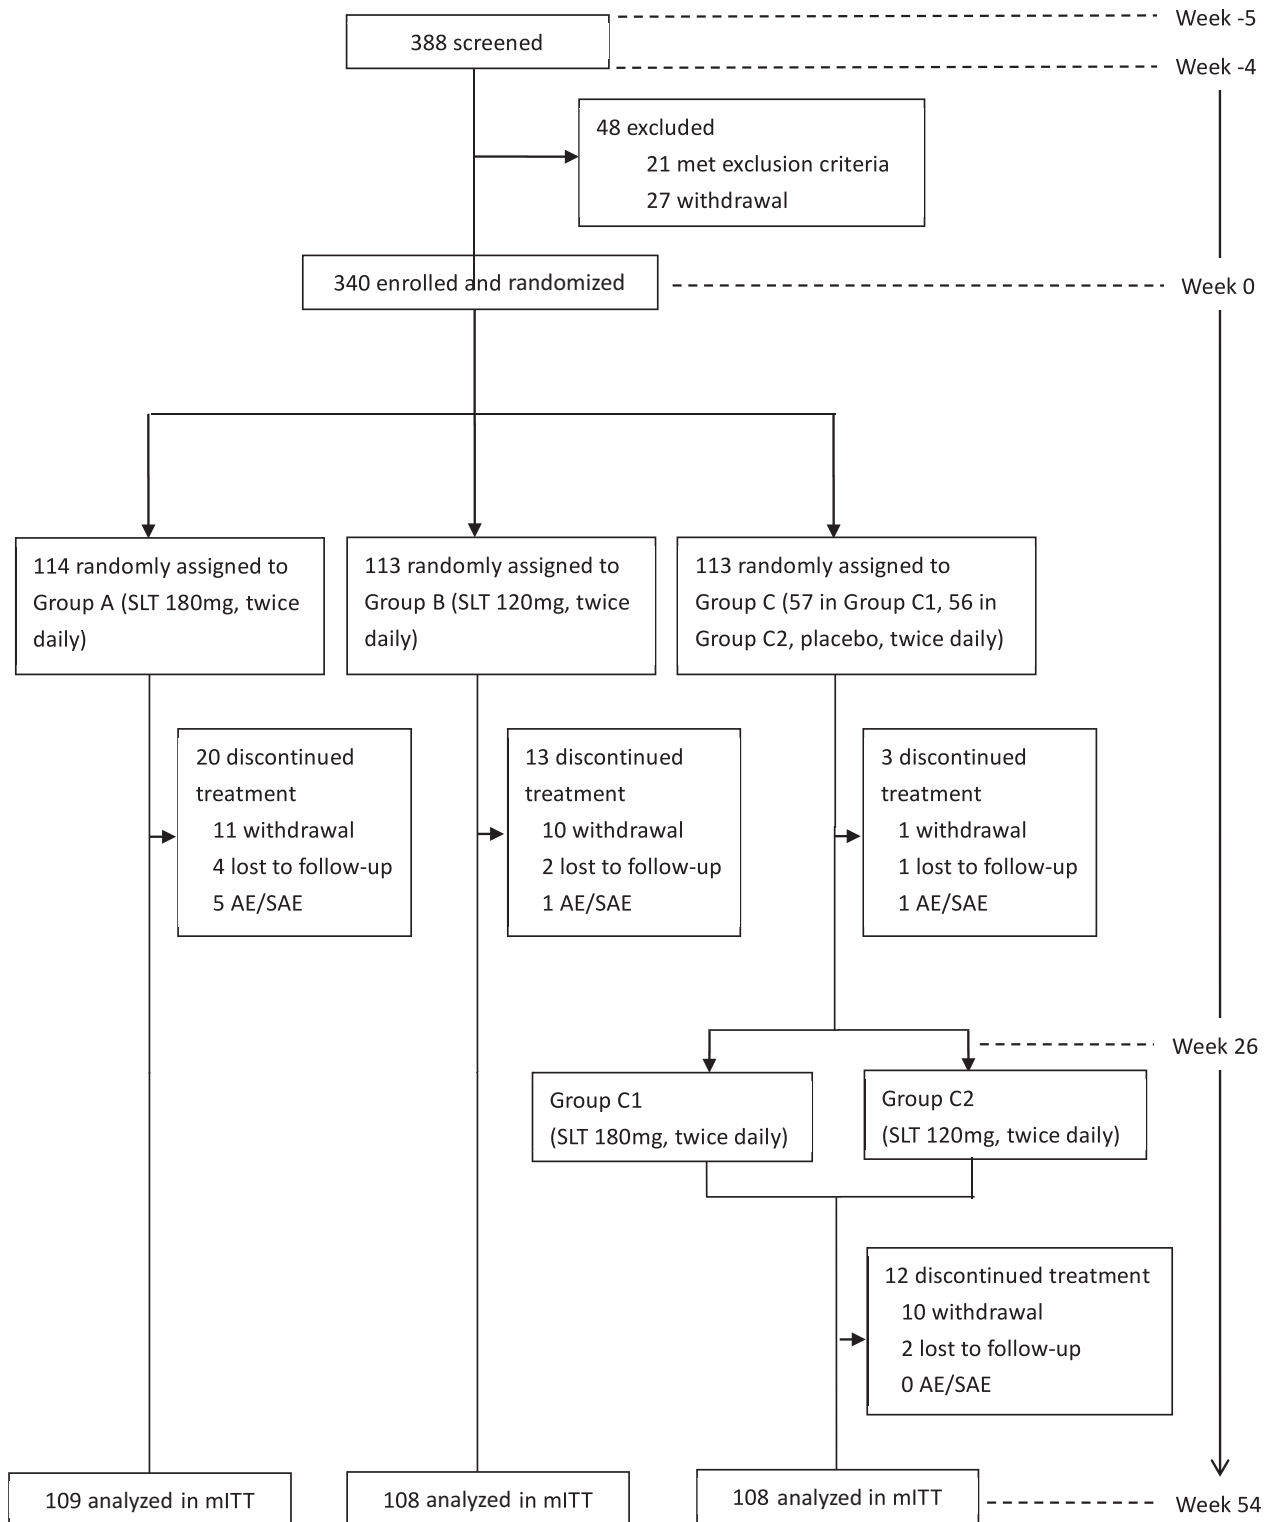 388 screened
Week -5
Week -4
48 excluded
21 met exclusion criteria
27 withdrawal
340 enrolled and randomized
Week 0
114 randomly assigned to
Group A (SLT 180mg, twice
daily)
113 randomly assigned to
Group B (SLT 120mg, twice
daily)
113 randomly assigned to
Group C (57 in Group C1, 56 in
Group C2, placebo, twice daily)
20 discontinued
treatment
11 withdrawal
4 lost to follow-up
5 AE/SAE
13 discontinued
treatment
10 withdrawal
2 lost to follow-up
1 AE/SAE
3 discontinued
treatment
1 withdrawal
1 lost to follow-up
1 AE/SAE
Week 26
Group C1
(SLT 180mg, twice daily)
Group C2
(SLT 120mg, twice daily)
12 discontinued treatment
10 withdrawal
2 lost to follow-up
0 AE/SAE
109 analyzed in mITT
108 analyzed in mITT
108 analyzed in mITT
Week 54